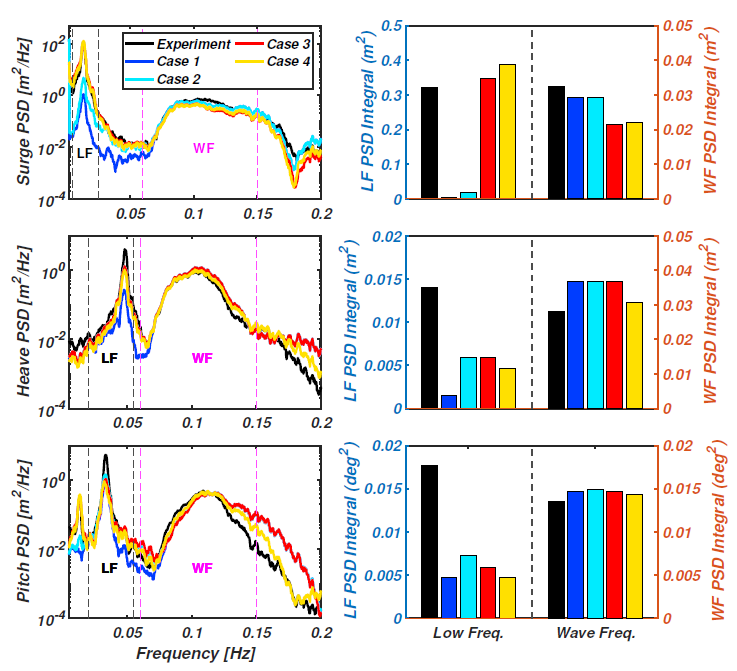 Surge PSD [m²/Hz]
10²
10⁰
10⁻²
10⁻⁴
Experiment
Case 1
Case 2
Case 3
Case 4
LF
WF
0.05
0.1
0.15
0.2
LF PSD Integral (m²)
0.5
0.4
0.3
0.2
0.1
0
0.05
0.04
0.03
0.02
0.01
0
WF PSD Integral (m²)
Heave PSD [m²/Hz]
10⁰
10⁻²
10⁻⁴
LF
WF
0.05
0.1
0.15
0.2
LF PSD Integral (m²)
0.02
0.015
0.01
0.005
0
0.05
0.04
0.03
0.02
0.01
0
WF PSD Integral (m²)
Pitch PSD [m²/Hz]
10⁰
10⁻²
10⁻⁴
LF
WF
0.05
0.1
0.15
0.2
Frequency [Hz]
LF PSD Integral (deg²)
0.02
0.015
0.01
0.005
0
Low Freq.
Wave Freq.
0.02
0.015
0.01
0.005
0
WF PSD Integral (deg²)